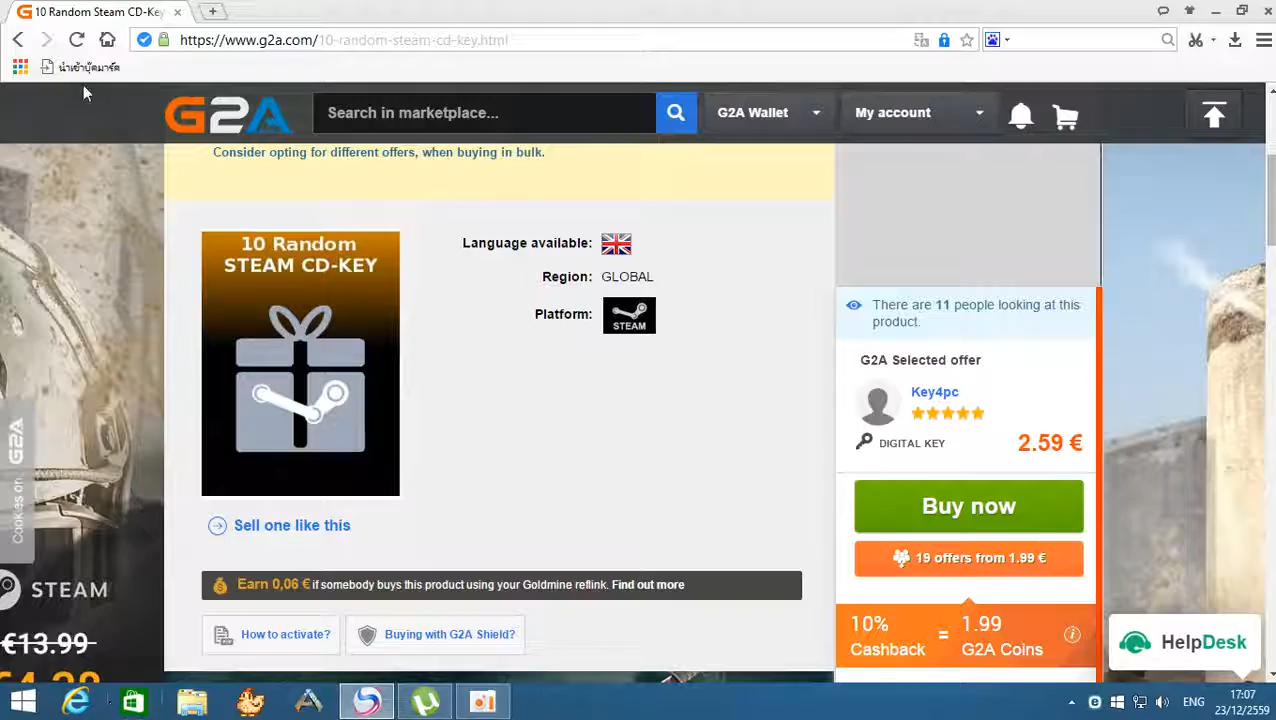 10 Random Steam CD-Key
https://www.g2a.com/10-random-steam-cd-key.html
นำเข้าบุ๊คมาร์ค
G2A
Search in marketplace...
G2A Wallet
My account
Consider opting for different offers, when buying in bulk.
10 Random
STEAM CD-KEY
Language available:
Region: GLOBAL
Platform:
STEAM
Sell one like this
Earn 0,06 € if somebody buys this product using your Goldmine reflink. Find out more
How to activate?
Buying with G2A Shield?
There are 11 people looking at this
product.
G2A Selected offer
Key4pc
DIGITAL KEY
2.59 €
Buy now
19 offers from 1.99 €
10%
Cashback
=
1.99
G2A Coins
HelpDesk
Cookies on G2A
STEAM
€13.99
ENG
17:07
23/12/2559